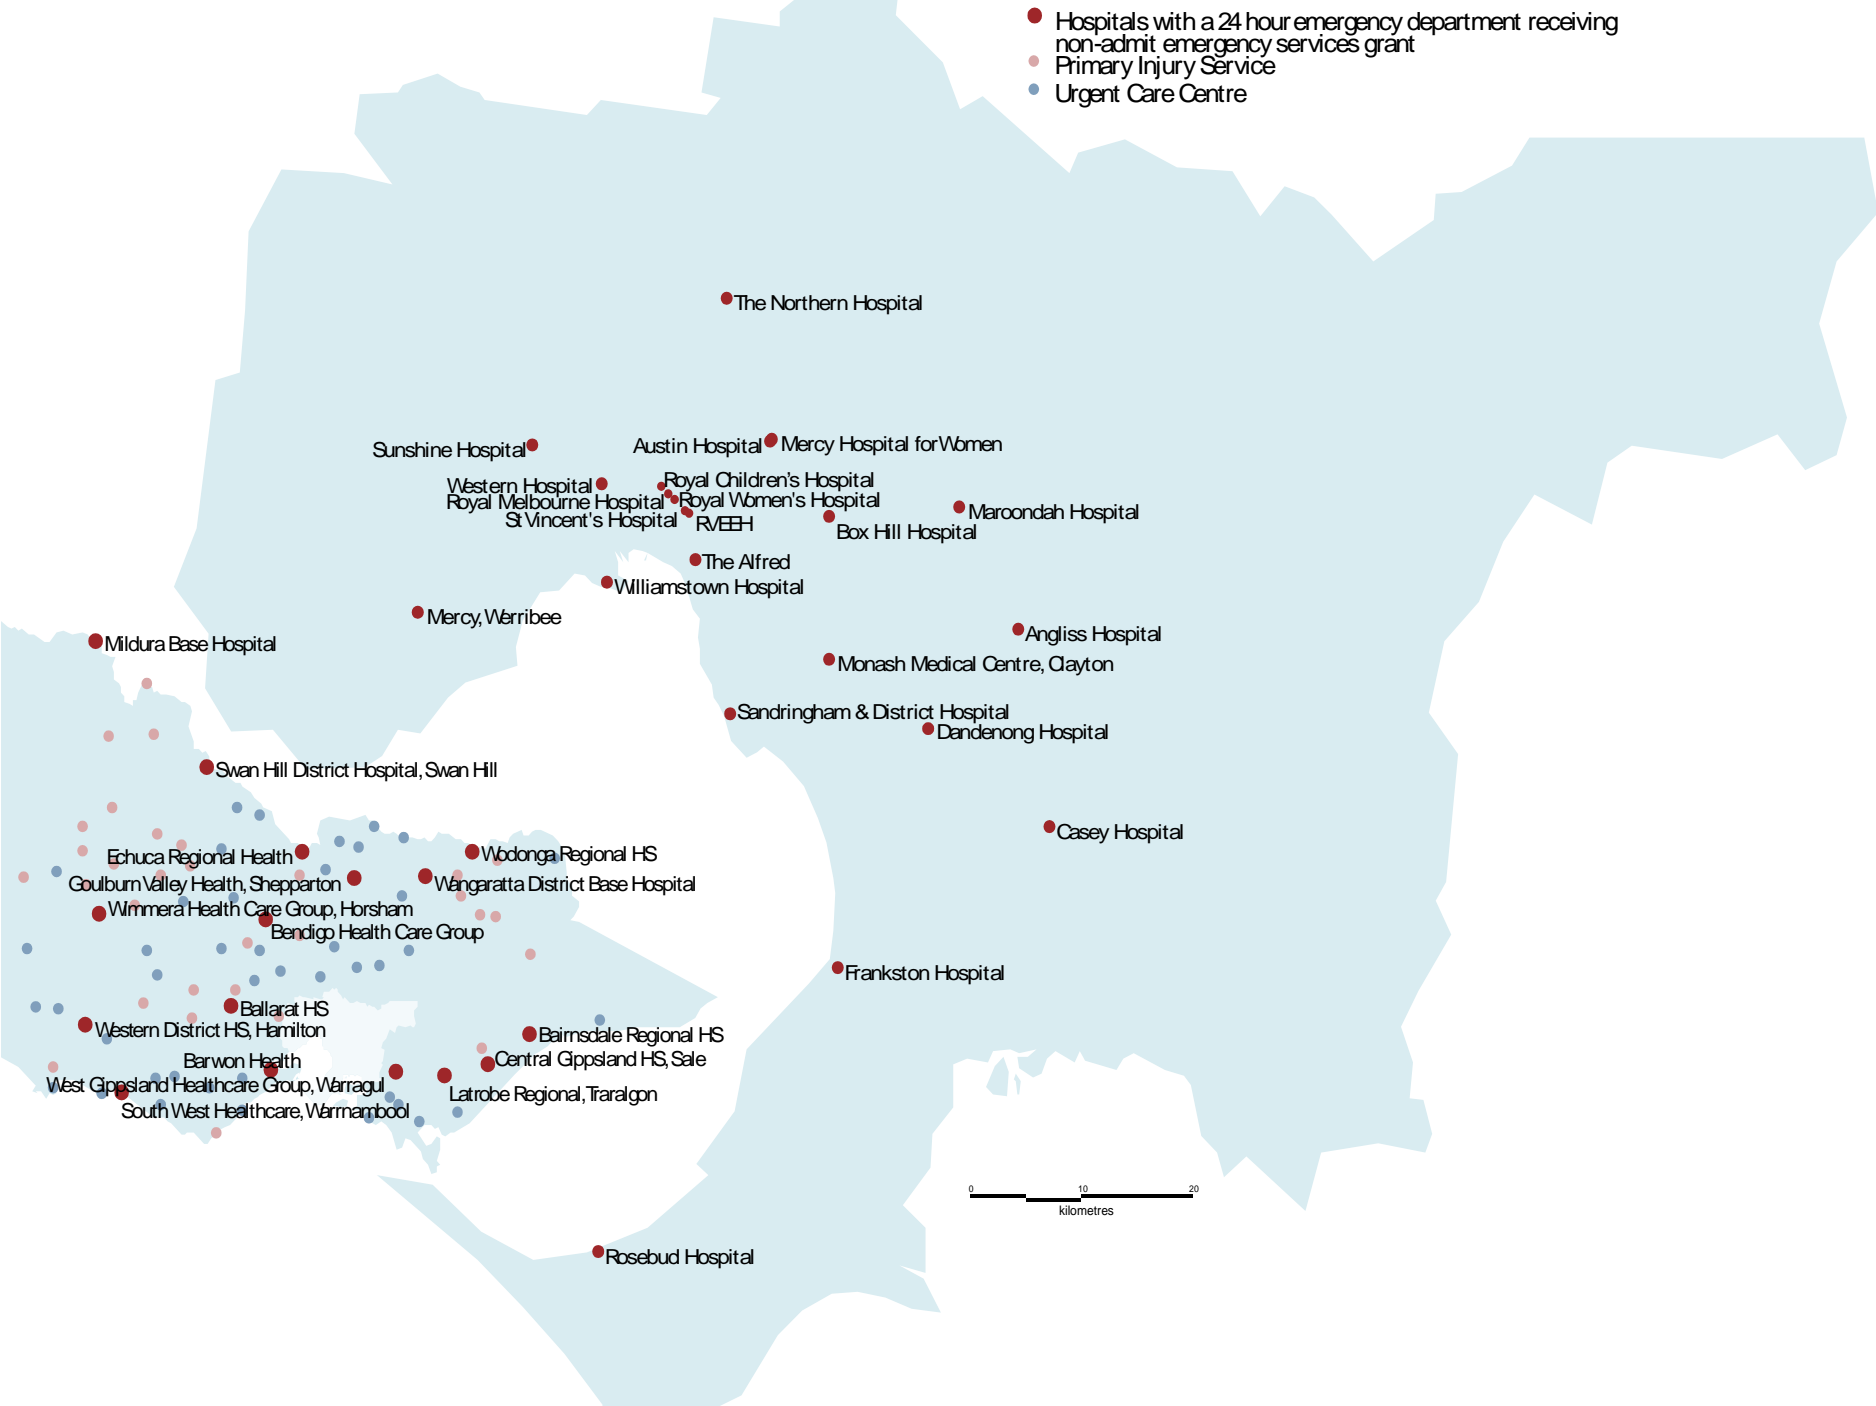 Hospitals with a 24 hour emergency department receiving
non-admit emergency services grant
Primary Injury Service
Urgent Care Centre
The Northern Hospital
Sunshine Hospital
Austin Hospital
Mercy Hospital for Women
Western Hospital
Royal Children's Hospital
Royal Melbourne Hospital
Royal Women's Hospital
St Vincent's Hospital
RVEEH
Maroondah Hospital
Box Hill Hospital
The Alfred
Williamstown Hospital
Mercy, Werribee
Angliss Hospital
Mildura Base Hospital
Monash Medical Centre, Clayton
Sandringham & District Hospital
Dandenong Hospital
Swan Hill District Hospital, Swan Hill
Casey Hospital
Echuca Regional Health
Wodonga Regional HS
Goulburn Valley Health, Shepparton
Wangaratta District Base Hospital
Wimmera Health Care Group, Horsham
Bendigo Health Care Group
Frankston Hospital
Ballarat HS
Western District HS, Hamilton
Bairnsdale Regional HS
Barwon Health
Central Gippsland HS, Sale
West Gippsland Healthcare Group, Warragul
Latrobe Regional, Traralgon
South West Healthcare, Warrnambool
0 10 20
kilometres
Rosebud Hospital